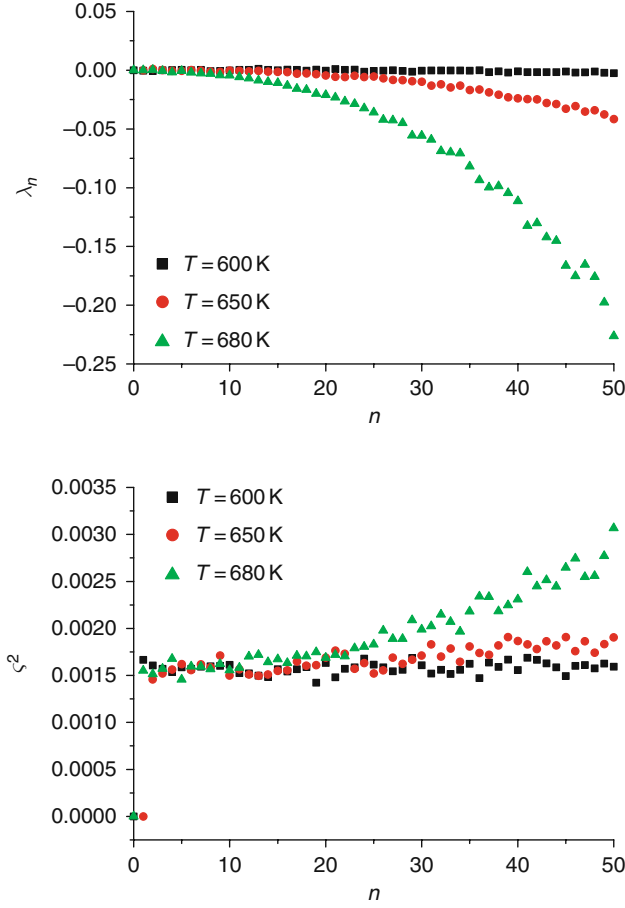 0.00
−0.05
−0.10
−0.15
−0.20
−0.25
λn
T = 600 K
T = 650 K
T = 680 K
0 10 20 30 40 50
n
0.0035
0.0030
0.0025
0.0020
0.0015
0.0010
0.0005
0.0000
ς2
T = 600 K
T = 650 K
T = 680 K
0 10 20 30 40 50
n